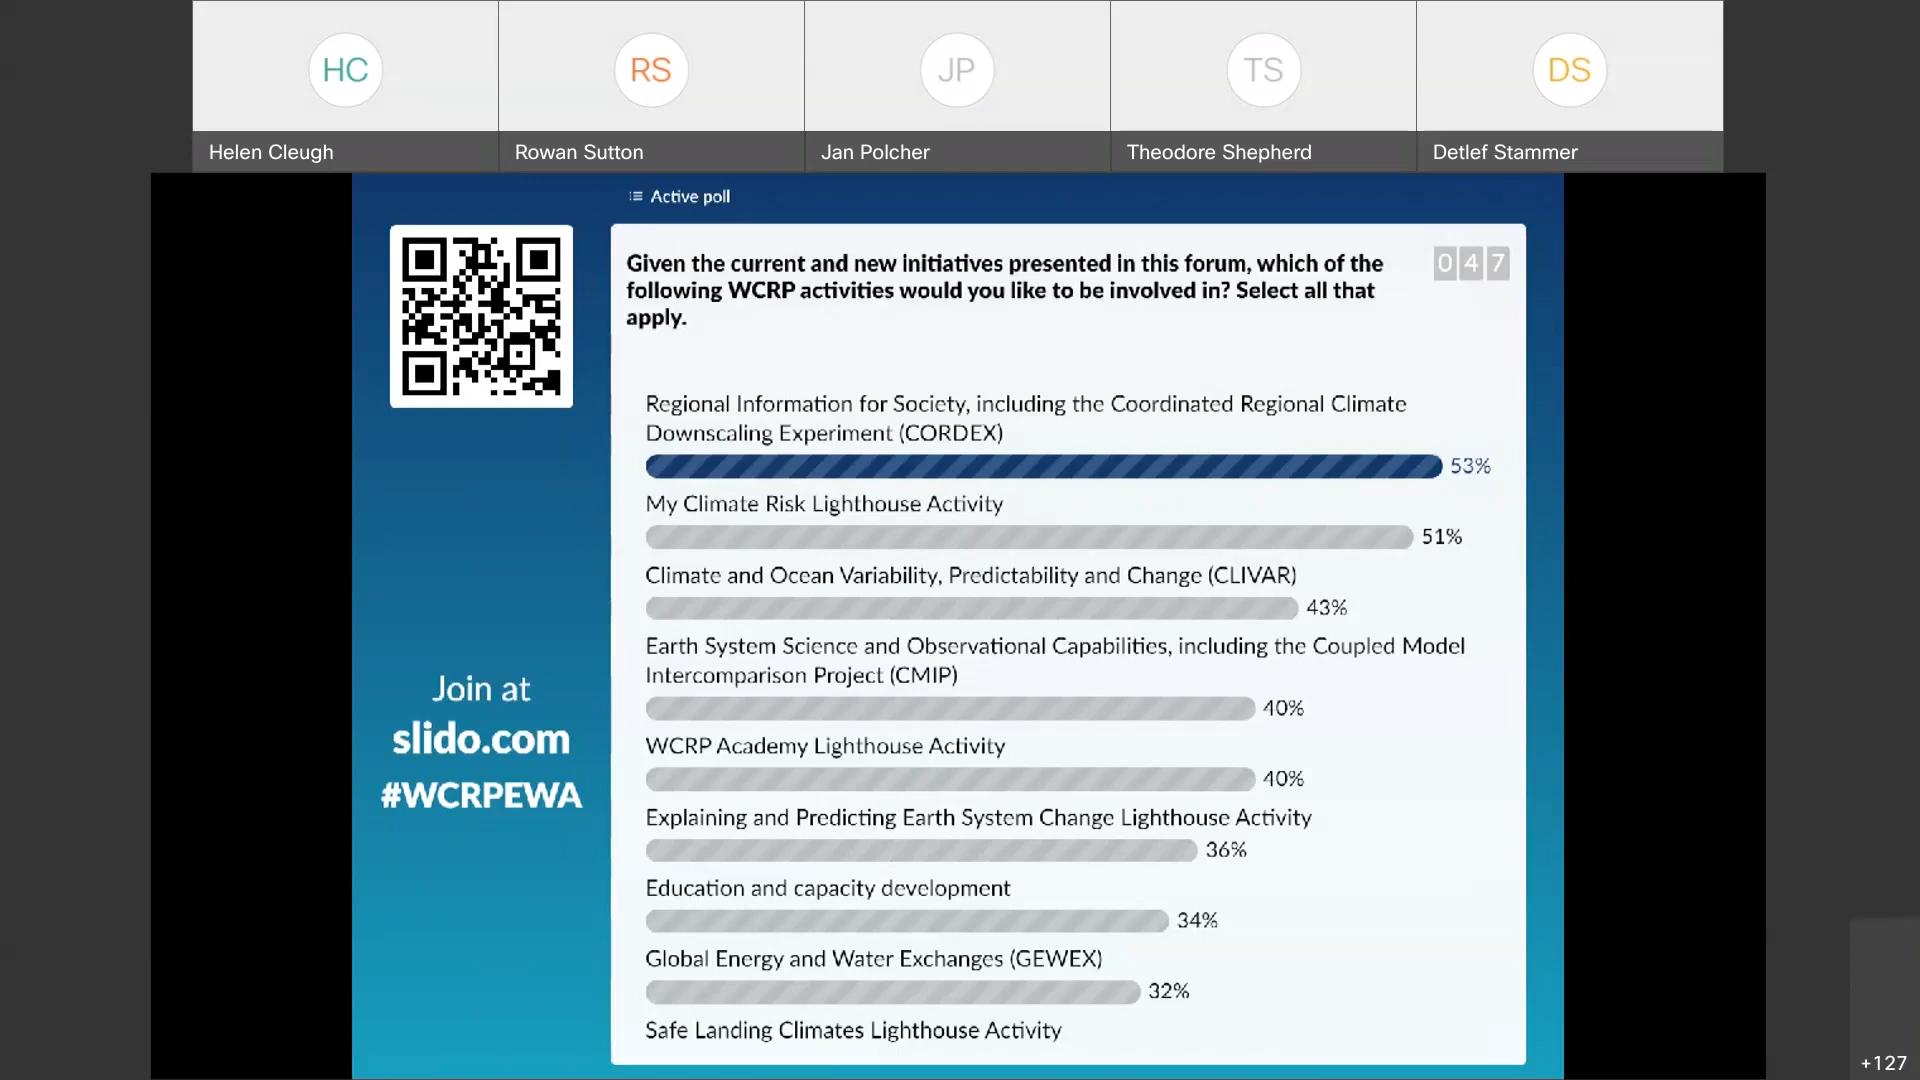 HC
RS
JP
TS
DS
Helen Cleugh
Rowan Sutton
Jan Polcher
Theodore Shepherd
Detlef Stammer
Active poll
Given the current and new initiatives presented in this forum, which of the
following WCRP activities would you like to be involved in? Select all that
apply.
047
Regional Information for Society, including the Coordinated Regional Climate
Downscaling Experiment (CORDEX)
53%
My Climate Risk Lighthouse Activity
51%
Climate and Ocean Variability, Predictability and Change (CLIVAR)
43%
Earth System Science and Observational Capabilities, including the Coupled Model
Intercomparison Project (CMIP)
40%
WCRP Academy Lighthouse Activity
40%
Explaining and Predicting Earth System Change Lighthouse Activity
36%
Education and capacity development
34%
Global Energy and Water Exchanges (GEWEX)
32%
Safe Landing Climates Lighthouse Activity
Join at
slido.com
#WCRPEWA
+127